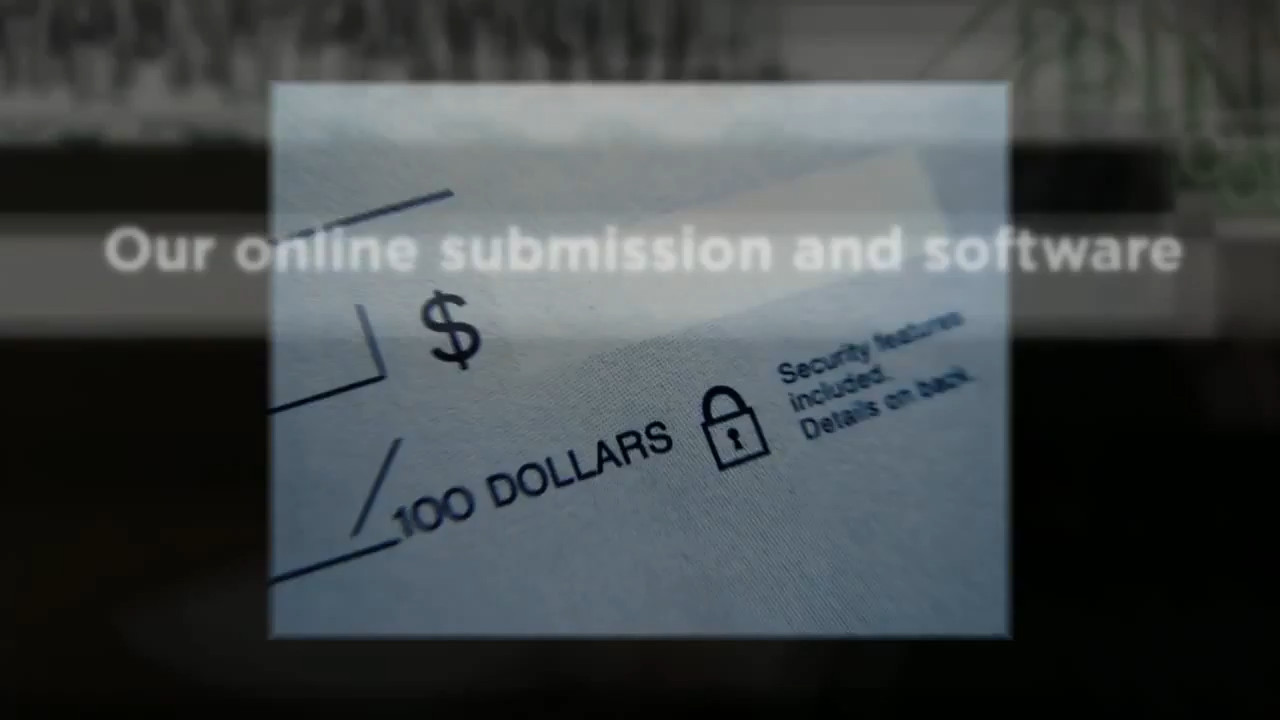 Our online submission and software
$
Security features
included.
Details on back.
/100 DOLLARS